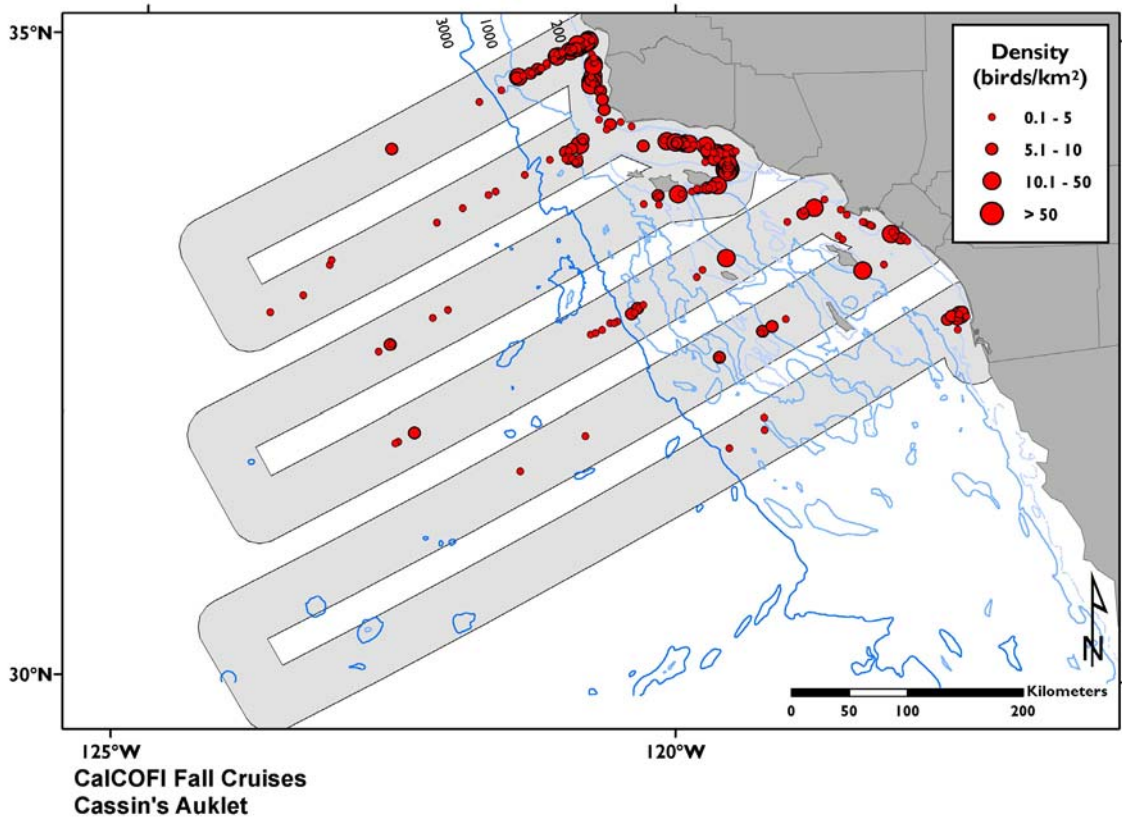 35°N
3000
1000
200
Density
(birds/km²)
0.1 - 5
5.1 - 10
10.1 - 50
> 50
N
Kilometers
0 50 100 200
30°N
125°W 120°W
CalCOFI Fall Cruises
Cassin's Auklet